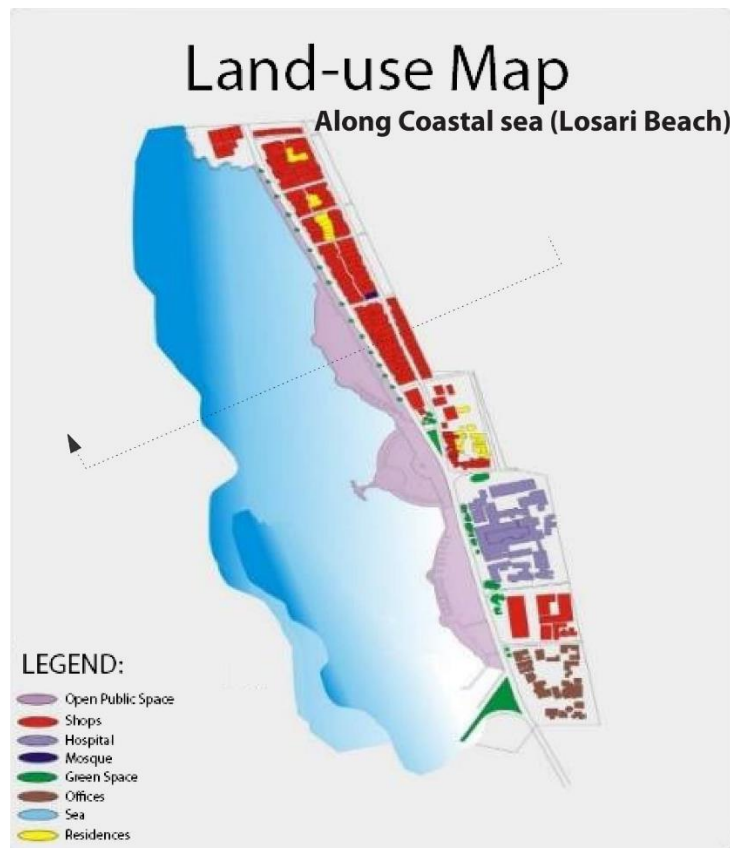 Land-use Map
Along Coastal sea (Losari Beach)
LEGEND:
Open Public Space
Shops
Hospital
Mosque
Green Space
Offices
Sea
Residences